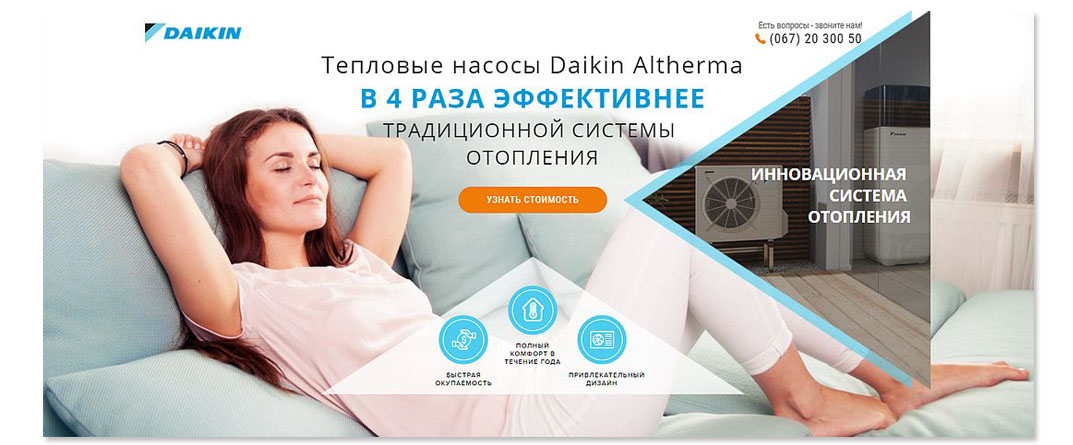 DAIKIN
Есть вопросы - звоните нам!
(067) 20 300 50
Тепловые насосы Daikin Altherma
В 4 РАЗА ЭФФЕКТИВНЕЕ
ТРАДИЦИОННОЙ СИСТЕМЫ
ОТОПЛЕНИЯ
УЗНАТЬ СТОИМОСТЬ
DAIKIN
ИННОВАЦИОННАЯ
СИСТЕМА
ОТОПЛЕНИЯ
ПОЛНЫЙ
КОМФОРТ В
ТЕЧЕНИЕ ГОДА
БЫСТРАЯ
ОКУПАЕМОСТЬ
ПРИВЛЕКАТЕЛЬНЫЙ
ДИЗАЙН